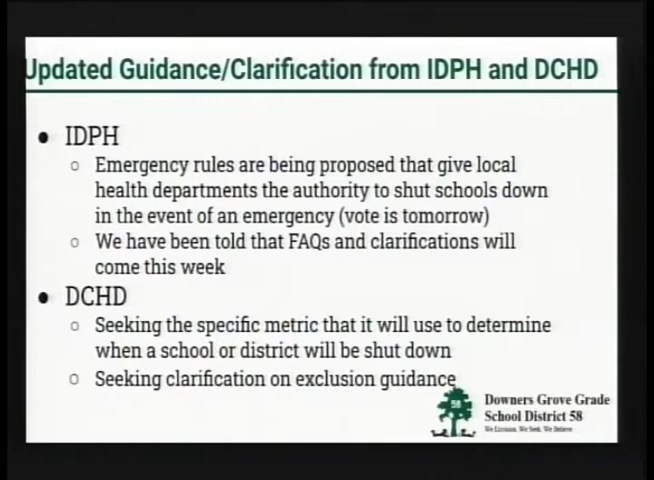 Updated Guidance/Clarification from IDPH and DCHD
● IDPH
○ Emergency rules are being proposed that give local
health departments the authority to shut schools down
in the event of an emergency (vote is tomorrow)
○ We have been told that FAQs and clarifications will
come this week
● DCHD
○ Seeking the specific metric that it will use to determine
when a school or district will be shut down
○ Seeking clarification on exclusion guidance
58
Downers Grove Grade
School District 58
We